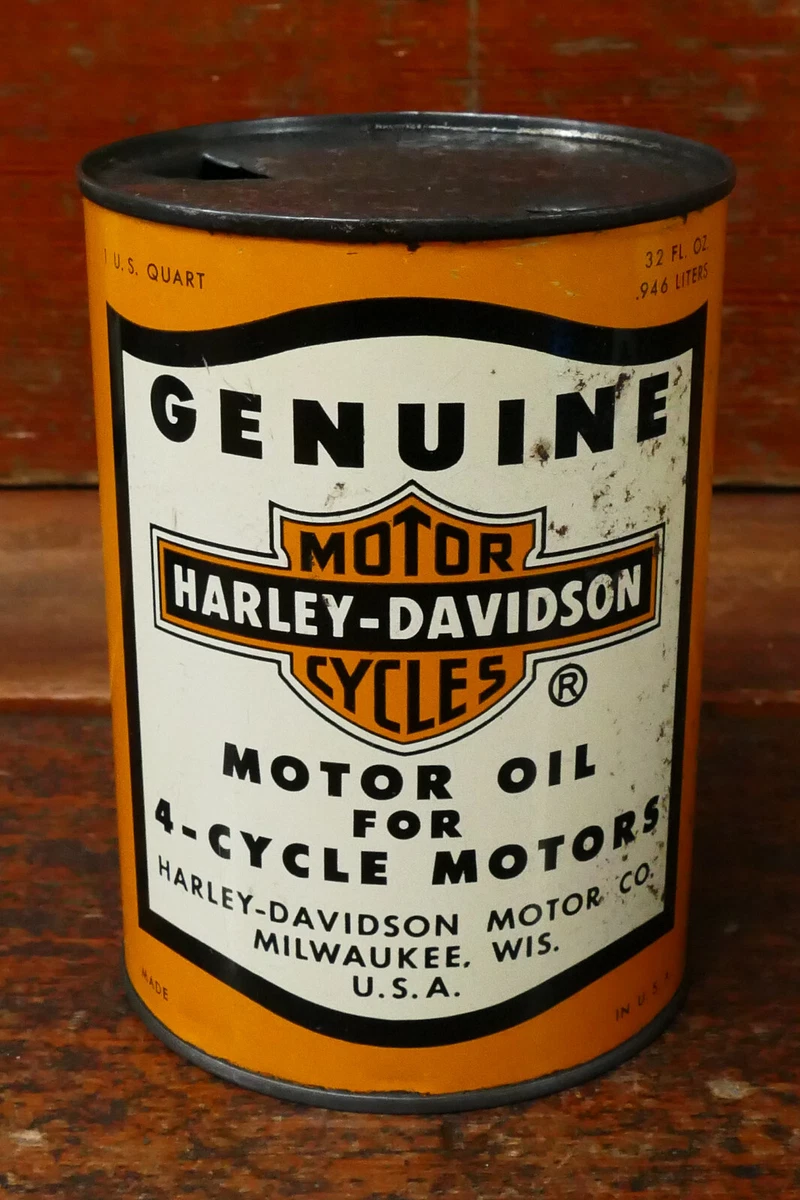 1 U.S. QUART
32 FL. OZ.
.946 LITERS
GENUINE
MOTOR
HARLEY-DAVIDSON
CYCLES
®
MOTOR OIL
FOR
4-CYCLE MOTORS
HARLEY-DAVIDSON MOTOR CO.
MILWAUKEE, WIS.
U.S.A.
MADE
IN U.S.A.